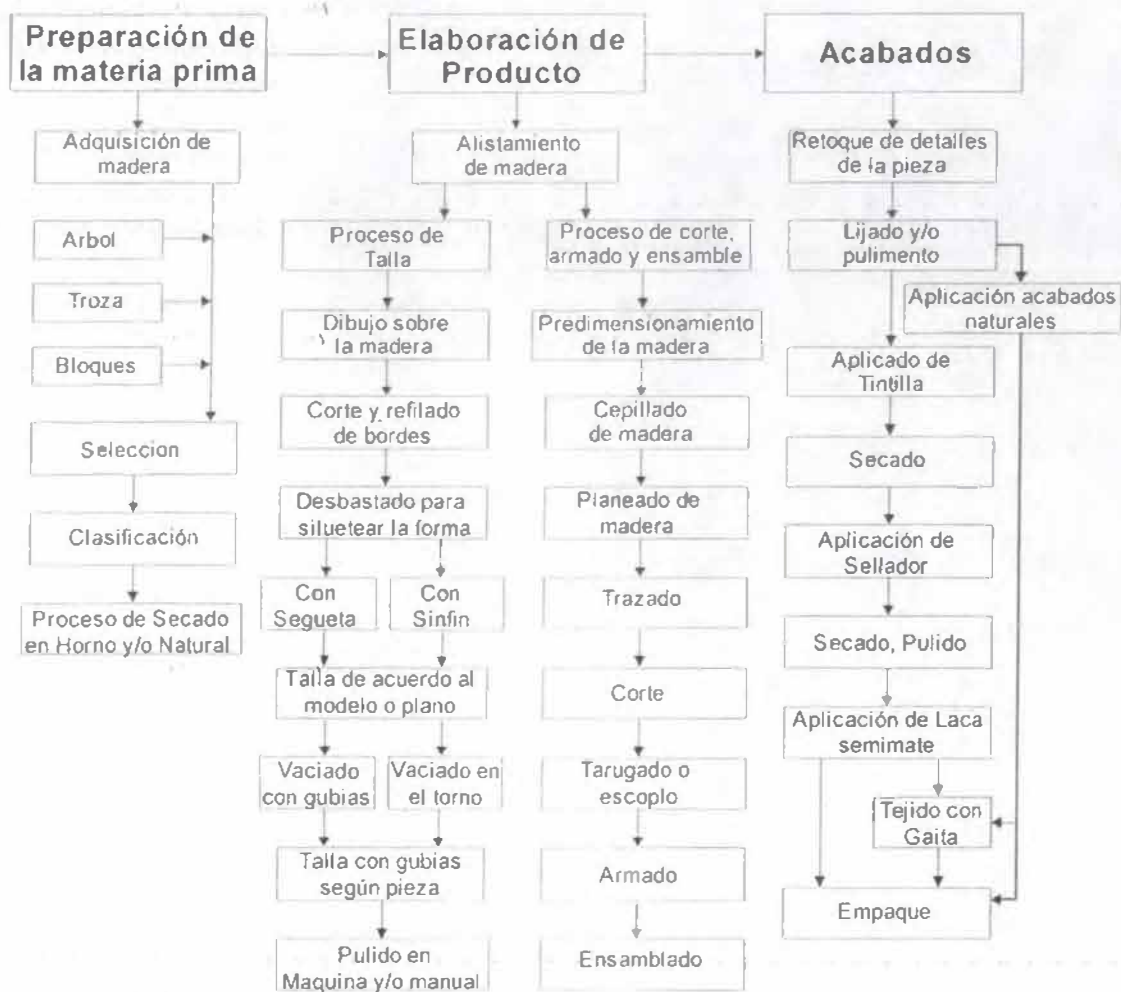 Preparación de
la materia prima
Elaboración de
Producto
Acabados
Adquisición de
madera
Arbol
Troza
Bloques
Seleccion
Clasificación
Proceso de Secado
en Horno y/o Natural
Alistamiento
de madera
Proceso de
Talla
Dibujo sobre
la madera
Corte y refilado
de bordes
Desbastado para
siluetear la forma
Con
Segueta
Con
Sinfin
Talla de acuerdo al
modelo o plano
Vaciado
con gubias
Vaciado en
el torno
Talla con gubias
según pieza
Pulido en
Maquina y/o manual
Proceso de corte,
armado y ensamble
Predimensionamiento
de la madera
Cepillado
de madera
Planeado de
madera
Trazado
Corte
Tarugado o
escoplo
Armado
Ensamblado
Retoque de detalles
de la pieza
Lijado y/o
pulimento
Aplicación acabados
naturales
Aplicado de
Tintilla
Secado
Aplicación de
Sellador
Secado, Pulido
Aplicación de Laca
semimate
Tejido con
Gaita
Empaque